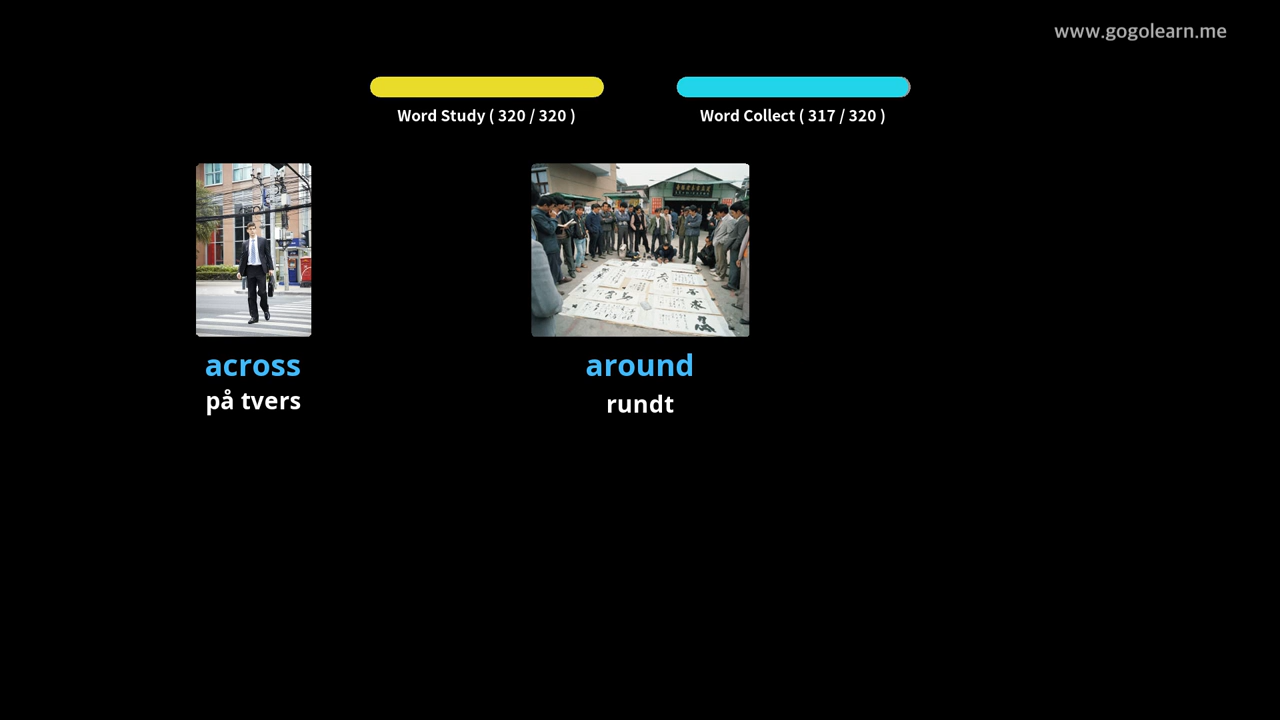 www.gogolearn.me
Word Study ( 320 / 320 )
Word Collect ( 317 / 320 )
across
around
på tvers
rundt